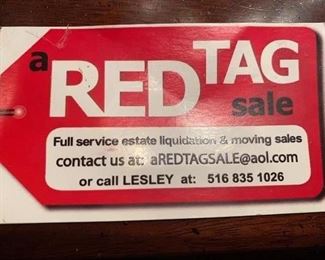 a RED TAG
sale
Full service estate liquidation & moving sales
contact us at: aREDTAGSALE@aol.com
or call LESLEY at: 516 835 1026